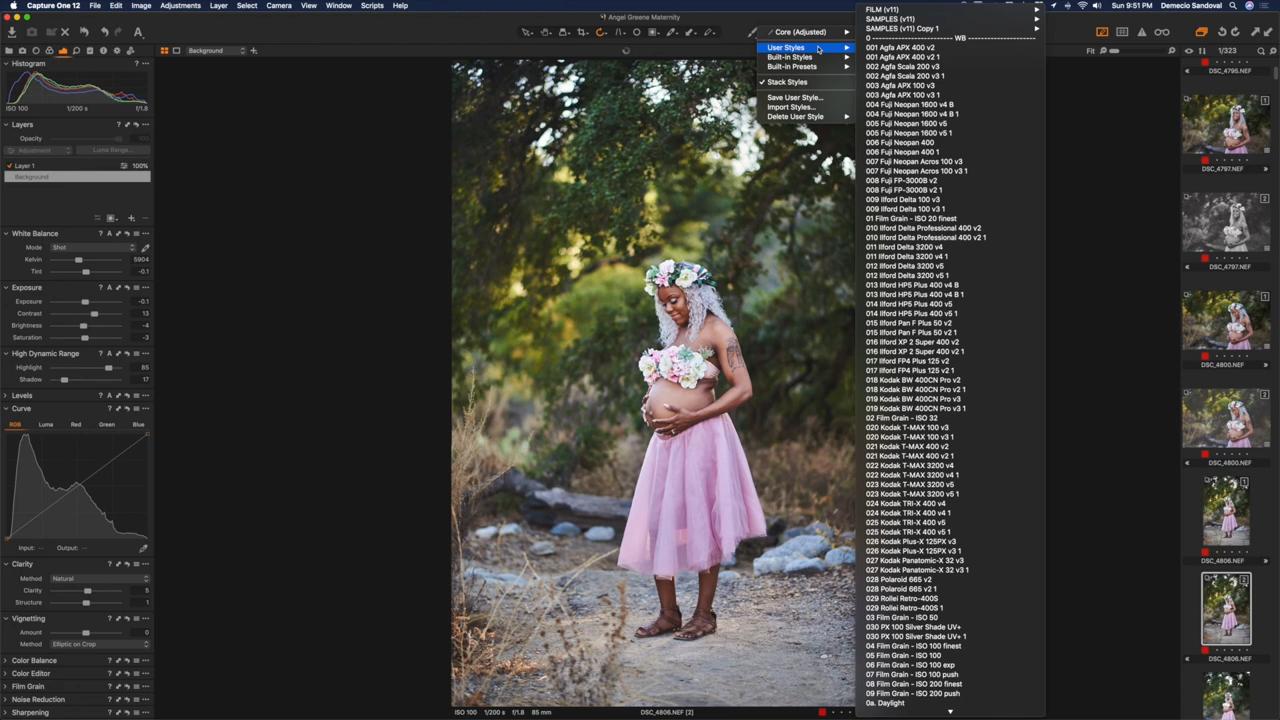 Capture One 12 File Edit Image Adjustments Layer Select Camera View Window Scripts Help
Sun 9:51 PM Demecio Sandoval
Angel Greene Maternity
Background
Fit
1/323
Histogram
ISO 100 1/200 s f/1.8
Layers
Opacity
Adjustment Luma Range...
Layer 1 100%
Background
White Balance
Mode Shot
Kelvin 5904
Tint -0.1
Exposure
Exposure -0.1
Contrast 13
Brightness -4
Saturation -3
High Dynamic Range
Highlight 85
Shadow 17
Levels
Curve
RGB Luma Red Green Blue
Input: -- Output: --
Clarity
Method Natural
Clarity 5
Structure 1
Vignetting
Amount 0
Method Elliptic on Crop
Color Balance
Color Editor
Film Grain
Noise Reduction
Sharpening
ISO 100 1/200 s f/1.8 85 mm
DSC_4806.NEF [2]
Core (Adjusted)
User Styles
Built-in Styles
Built-in Presets
Stack Styles
Save User Style...
Import Styles...
Delete User Style
FILM (v11)
SAMPLES (v11)
SAMPLES (v11) Copy 1
0 ------------------------ WB ------------------------
001 Agfa APX 400 v2
001 Agfa APX 400 v2 1
002 Agfa Scala 200 v3
002 Agfa Scala 200 v3 1
003 Agfa APX 100 v3
003 Agfa APX 100 v3 1
004 Fuji Neopan 1600 v4 B
004 Fuji Neopan 1600 v4 B 1
005 Fuji Neopan 1600 v5
005 Fuji Neopan 1600 v5 1
006 Fuji Neopan 400
006 Fuji Neopan 400 1
007 Fuji Neopan Acros 100 v3
007 Fuji Neopan Acros 100 v3 1
008 Fuji FP-3000B v2
008 Fuji FP-3000B v2 1
009 Ilford Delta 100 v3
009 Ilford Delta 100 v3 1
01 Film Grain - ISO 20 finest
010 Ilford Delta Professional 400 v2
010 Ilford Delta Professional 400 v2 1
011 Ilford Delta 3200 v4
011 Ilford Delta 3200 v4 1
012 Ilford Delta 3200 v5
012 Ilford Delta 3200 v5 1
013 Ilford HP5 Plus 400 v4 B
013 Ilford HP5 Plus 400 v4 B 1
014 Ilford HP5 Plus 400 v5
014 Ilford HP5 Plus 400 v5 1
015 Ilford Pan F Plus 50 v2
015 Ilford Pan F Plus 50 v2 1
016 Ilford XP 2 Super 400 v2
016 Ilford XP 2 Super 400 v2 1
017 Ilford FP4 Plus 125 v2
017 Ilford FP4 Plus 125 v2 1
018 Kodak BW 400CN Pro v2
018 Kodak BW 400CN Pro v2 1
019 Kodak BW 400CN Pro v3
019 Kodak BW 400CN Pro v3 1
02 Film Grain - ISO 32
020 Kodak T-MAX 100 v3
020 Kodak T-MAX 100 v3 1
021 Kodak T-MAX 400 v2
021 Kodak T-MAX 400 v2 1
022 Kodak T-MAX 3200 v4
022 Kodak T-MAX 3200 v4 1
023 Kodak T-MAX 3200 v5
023 Kodak T-MAX 3200 v5 1
024 Kodak TRI-X 400 v4
024 Kodak TRI-X 400 v4 1
025 Kodak TRI-X 400 v5
025 Kodak TRI-X 400 v5 1
026 Kodak Plus-X 125PX v3
026 Kodak Plus-X 125PX v3 1
027 Kodak Panatomic-X 32 v3
027 Kodak Panatomic-X 32 v3 1
028 Polaroid 665 v2
028 Polaroid 665 v2 1
029 Rollei Retro-400S
029 Rollei Retro-400S 1
03 Film Grain - ISO 50
030 PX 100 Silver Shade UV+
030 PX 100 Silver Shade UV+ 1
04 Film Grain - ISO 100 finest
05 Film Grain - ISO 100
06 Film Grain - ISO 100 exp
07 Film Grain - ISO 100 push
08 Film Grain - ISO 200 finest
09 Film Grain - ISO 200 push
0a. Daylight
DSC_4795.NEF
1
DSC_4797.NEF
2
DSC_4797.NEF
1
DSC_4800.NEF
2
DSC_4800.NEF
1
DSC_4806.NEF
2
DSC_4806.NEF